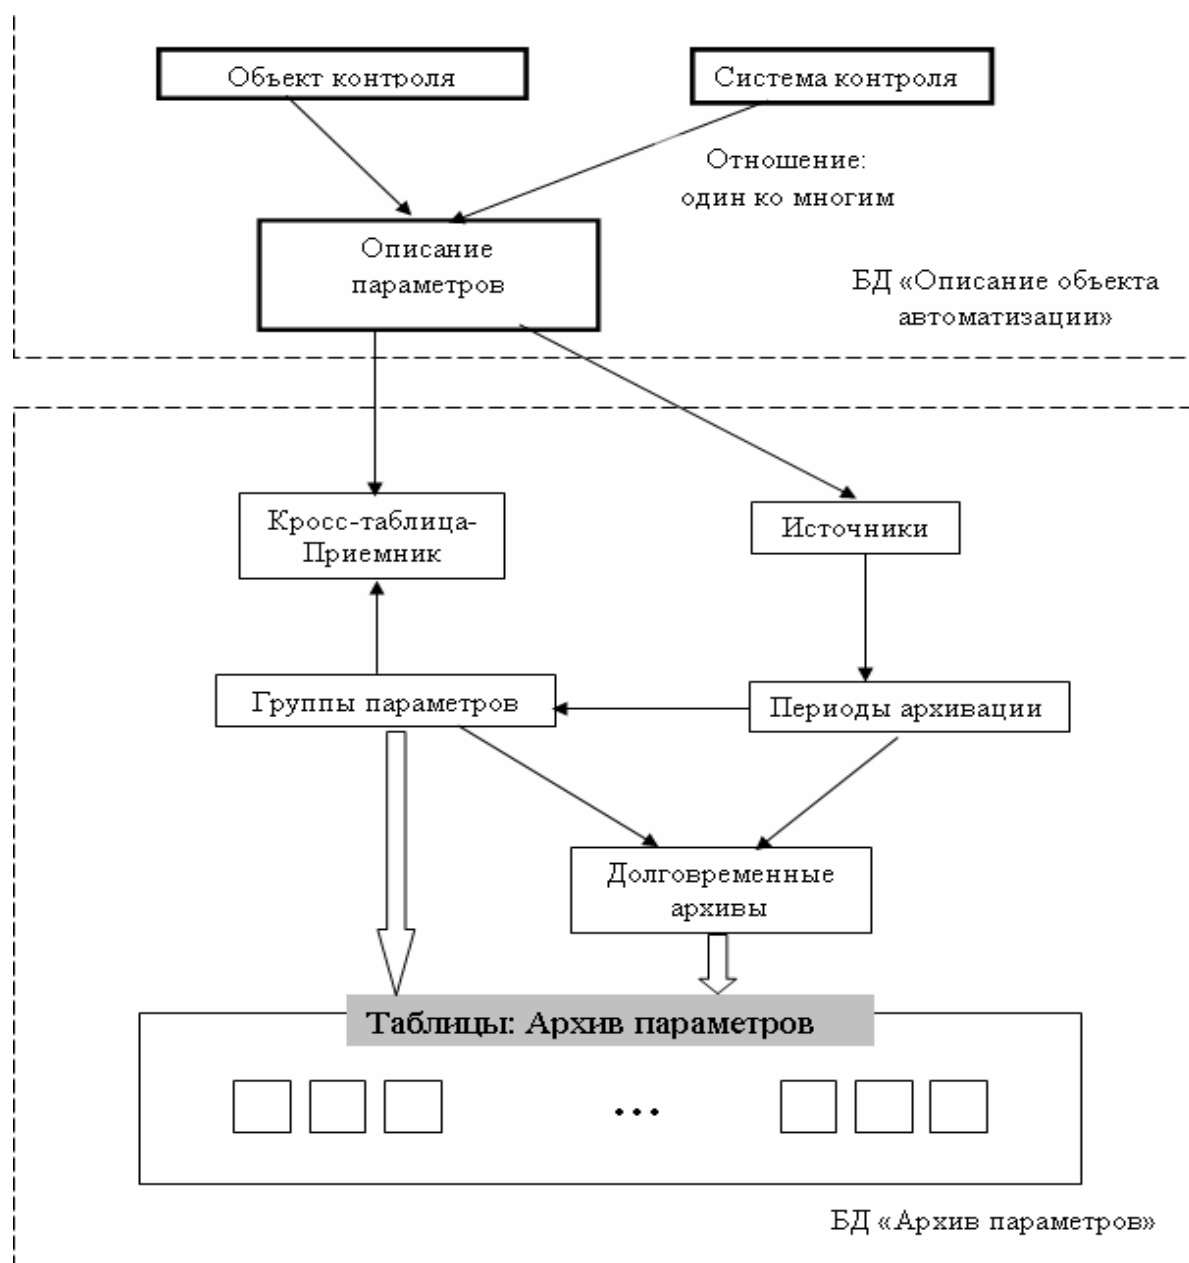 Объект контроля
Система контроля
Отношение:
один ко многим
Описание
параметров
БД «Описание объекта
автоматизации»
Кросс-таблица-
Приемник
Источники
Группы параметров
Периоды архивации
Долговременные
архивы
Таблицы: Архив параметров
...
БД «Архив параметров»